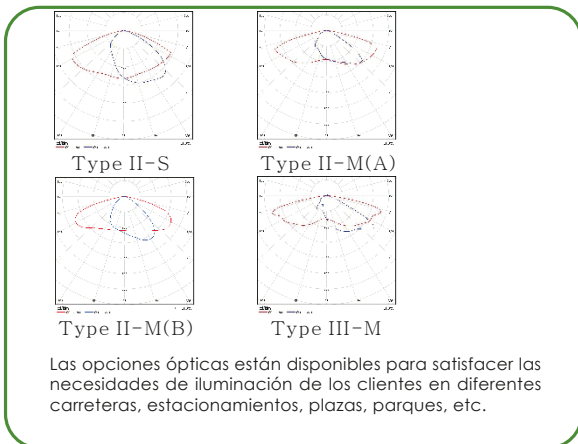 Type II-S
Type II-M(A)
Type II-M(B)
Type III-M
Las opciones ópticas están disponibles para satisfacer las
necesidades de iluminación de los clientes en diferentes
carreteras, estacionamientos, plazas, parques, etc.